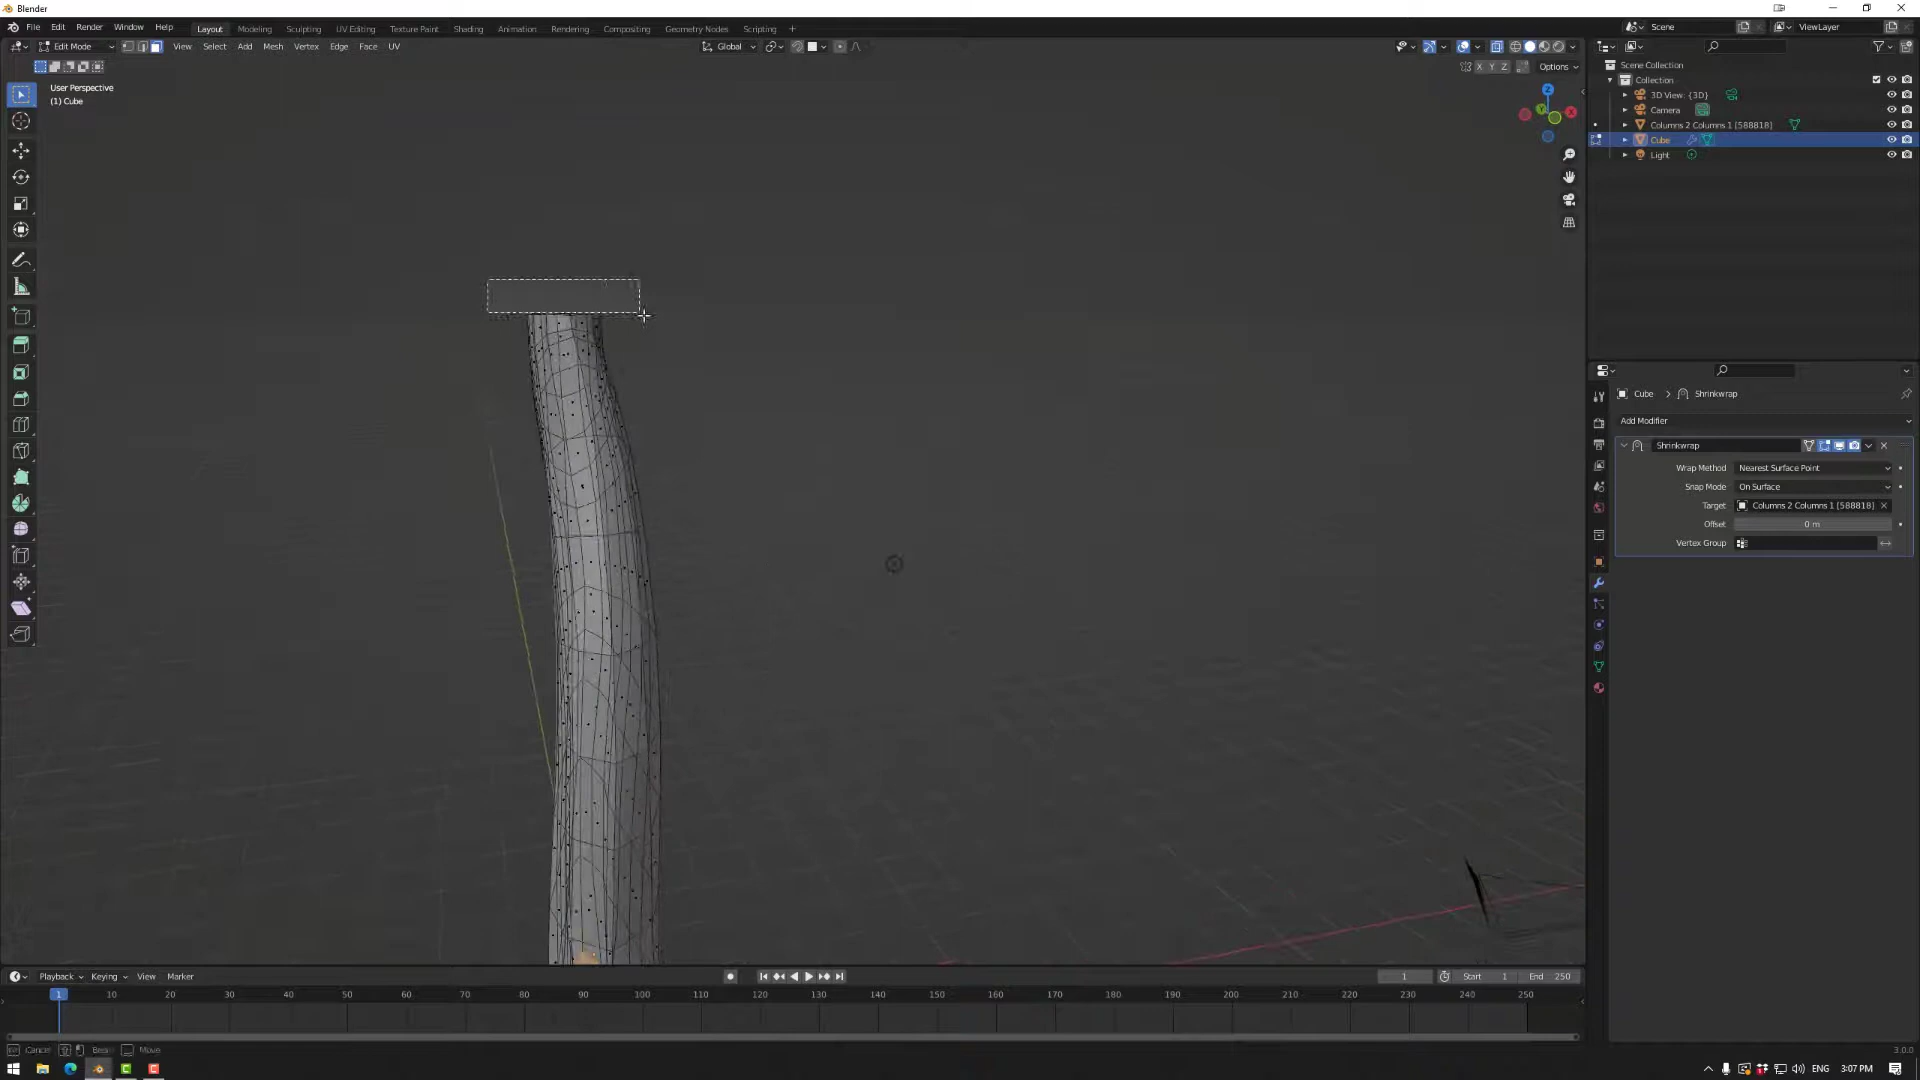 Blender
File Edit Render Window Help Layout Modeling Sculpting UV Editing Texture Paint Shading Animation Rendering Compositing Geometry Nodes Scripting + Scene ViewLayer
Edit Mode View Select Add Mesh Vertex Edge Face UV Global
X Y Z Options
User Perspective
(1) Cube
Z
X
Y
Scene Collection
Collection
3D View: {3D}
Camera
Columns 2 Columns 1 [588818]
Cube
Light
Cube > Shrinkwrap
Add Modifier
Shrinkwrap
Wrap Method Nearest Surface Point
Snap Mode On Surface
Target Columns 2 Columns 1 [588818]
Offset 0 m
Vertex Group
Playback Keying View Marker 1 Start 1 End 250
1 10 20 30 40 50 60 70 80 90 100 110 120 130 140 150 160 170 180 190 200 210 220 230 240 250
Cancel Move 3.0.0
ENG 3:07 PM